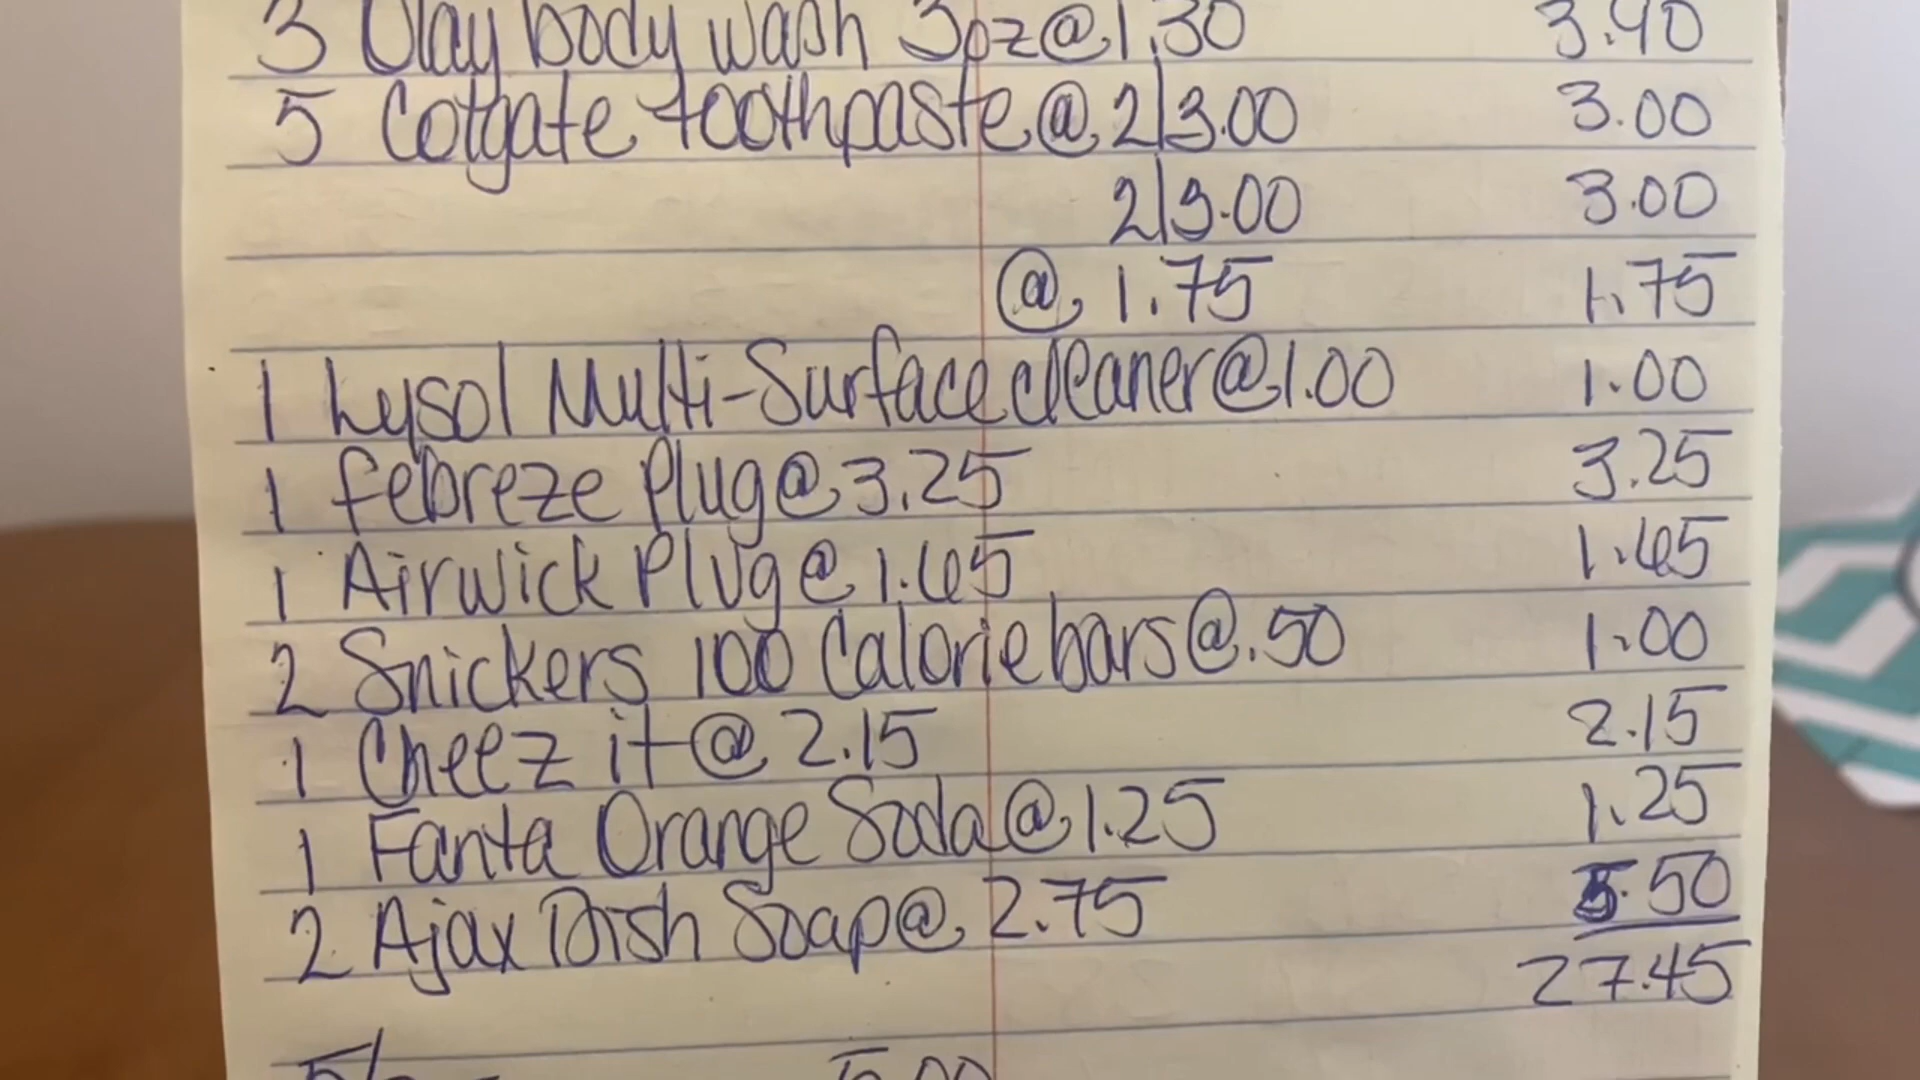 3 Olay body wash 3oz @ 1.30 3.90
5 Colgate toothpaste @ 2/3.00 3.00
2/3.00 3.00
@ 1.75 1.75
1 Lysol Multi-Surface cleaner @ 1.00 1.00
1 Febreze Plug @ 3.25 3.25
1 Airwick Plug @ 1.65 1.65
2 Snickers 100 Calorie bars @ .50 1.00
1 Cheez it @ 2.15 2.15
1 Fanta Orange Soda @ 1.25 1.25
2 Ajax Dish Soap @ 2.75 5.50
27.45